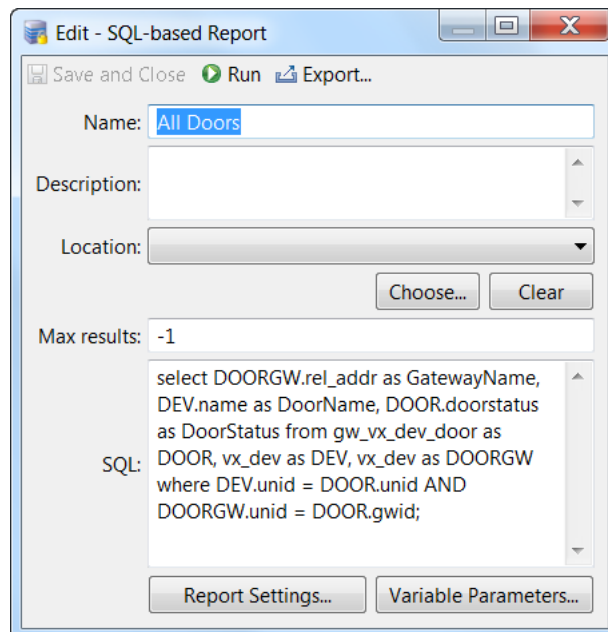 Edit - SQL-based Report
Save and Close Run Export...
Name: All Doors
Description:
Location:
Choose... Clear
Max results: -1
select DOORGW.rel_addr as GatewayName,
DEV.name as DoorName, DOOR.doorstatus
as DoorStatus from gw_vx_dev_door as
SQL: DOOR, vx_dev as DEV, vx_dev as DOORGW
where DEV.unid = DOOR.unid AND
DOORGW.unid = DOOR.gwid;
Report Settings... Variable Parameters...